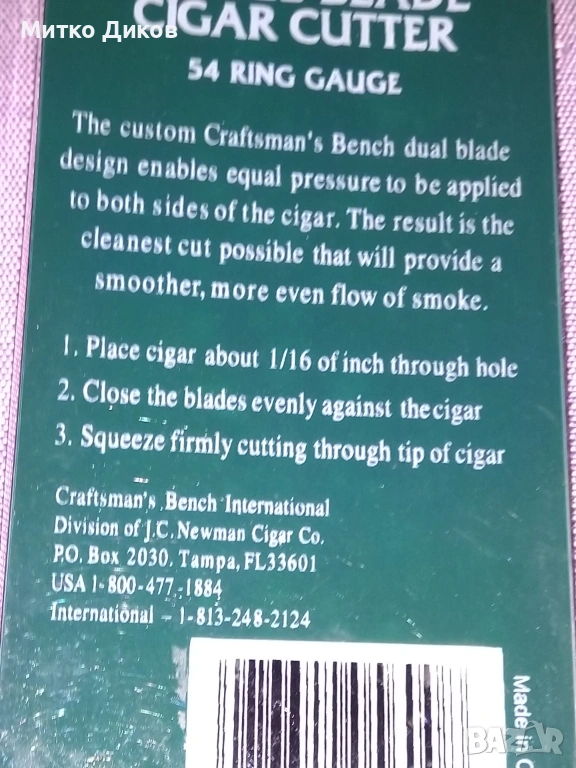 Митко Диков
BLADE
CIGAR CUTTER
54 RING GAUGE
The custom Craftsman's Bench dual blade
design enables equal pressure to be applied
to both sides of the cigar. The result is the
cleanest cut possible that will provide a
smoother, more even flow of smoke.
1. Place cigar about 1/16 of inch through hole
2. Close the blades evenly against the cigar
3. Squeeze firmly cutting through tip of cigar
Craftsman's Bench International
Division of J.C. Newman Cigar Co.
P.O. Box 2030, Tampa, FL33601
USA 1-800-477-1884
International - 1-813-248-2124
Made in
BAZAR